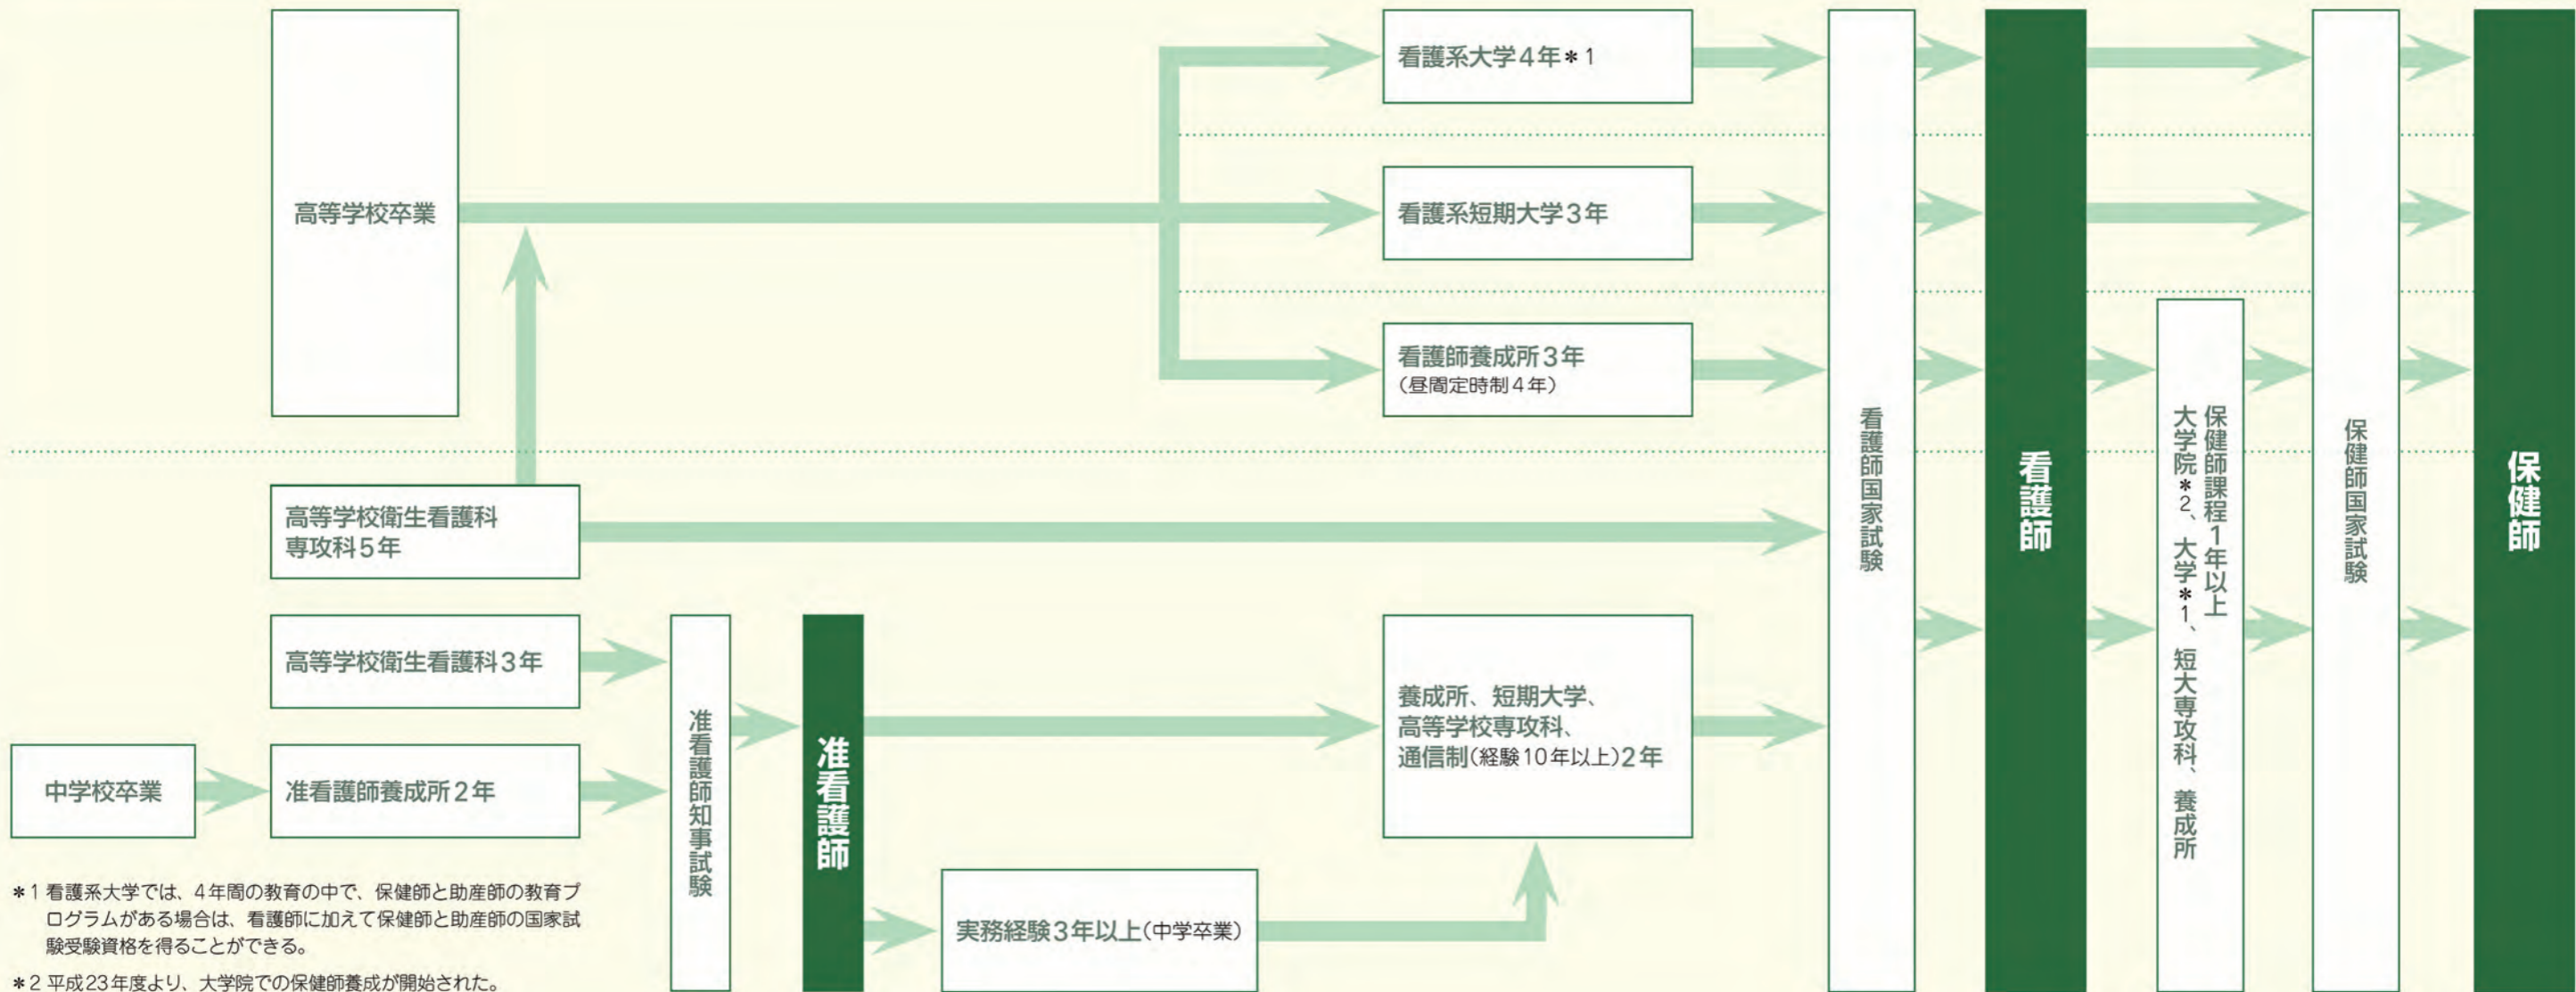 高等学校卒業
看護系大学4年*1
看護系短期大学3年
看護師養成所3年
(昼間定時制4年)
高等学校衛生看護科
専攻科5年
高等学校衛生看護科3年
中学校卒業
准看護師養成所2年
准看護師知事試験
准看護師
実務経験3年以上(中学卒業)
養成所、短期大学、
高等学校専攻科、
通信制(経験10年以上)2年
看護師国家試験
看護師
保健師課程1年以上
大学院*2、大学*1、短大専攻科、養成所
保健師国家試験
保健師
*1 看護系大学では、4年間の教育の中で、保健師と助産師の教育プ
ログラムがある場合は、看護師に加えて保健師と助産師の国家試
験受験資格を得ることができる。
*2 平成23年度より、大学院での保健師養成が開始された。